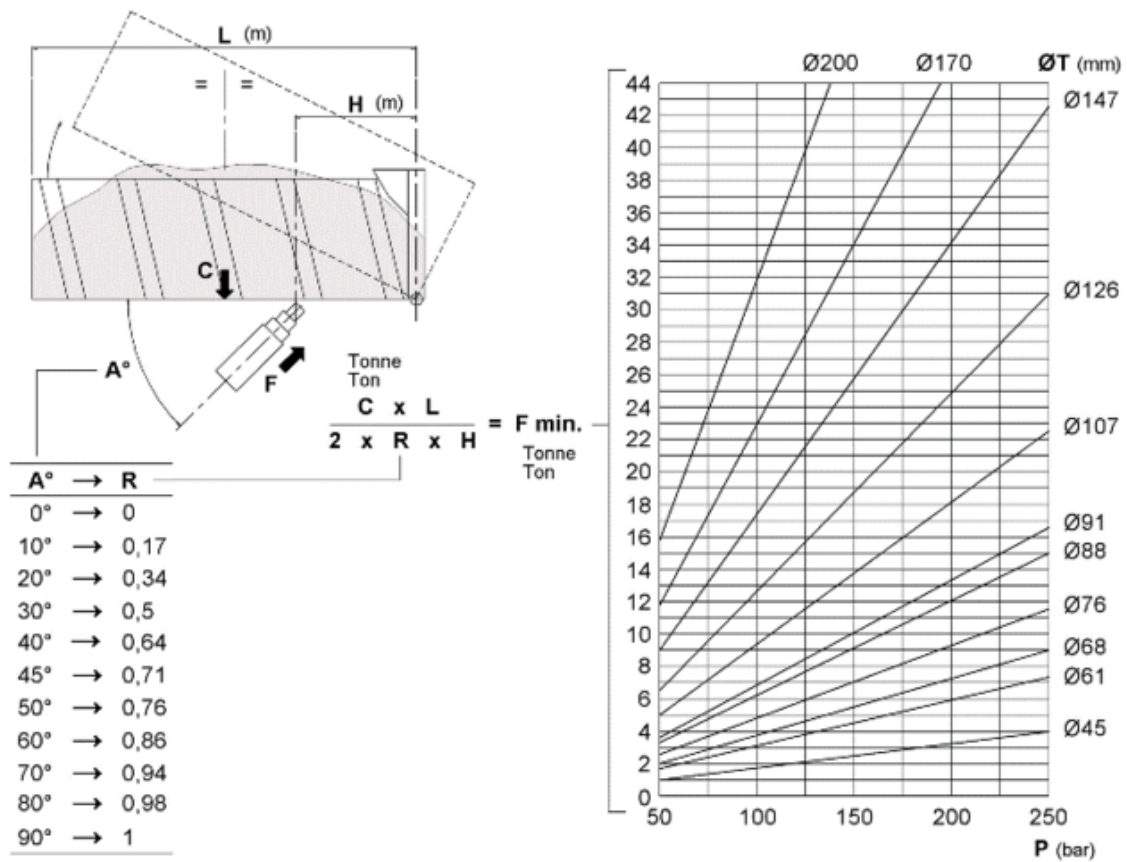 L (m)
= =
H (m)
C
F
A°
Tonne
Ton
C x L
2 x R x H
= F min.
Tonne
Ton
A° → R
0° → 0
10° → 0,17
20° → 0,34
30° → 0,5
40° → 0,64
45° → 0,71
50° → 0,76
60° → 0,86
70° → 0,94
80° → 0,98
90° → 1
Ø200 Ø170 ØT (mm)
44
42
40
38
36
34
32
30
28
26
24
22
20
18
16
14
12
10
8
6
4
2
0
Ø147
Ø126
Ø107
Ø91
Ø88
Ø76
Ø68
Ø61
Ø45
50 100 150 200 250
P (bar)